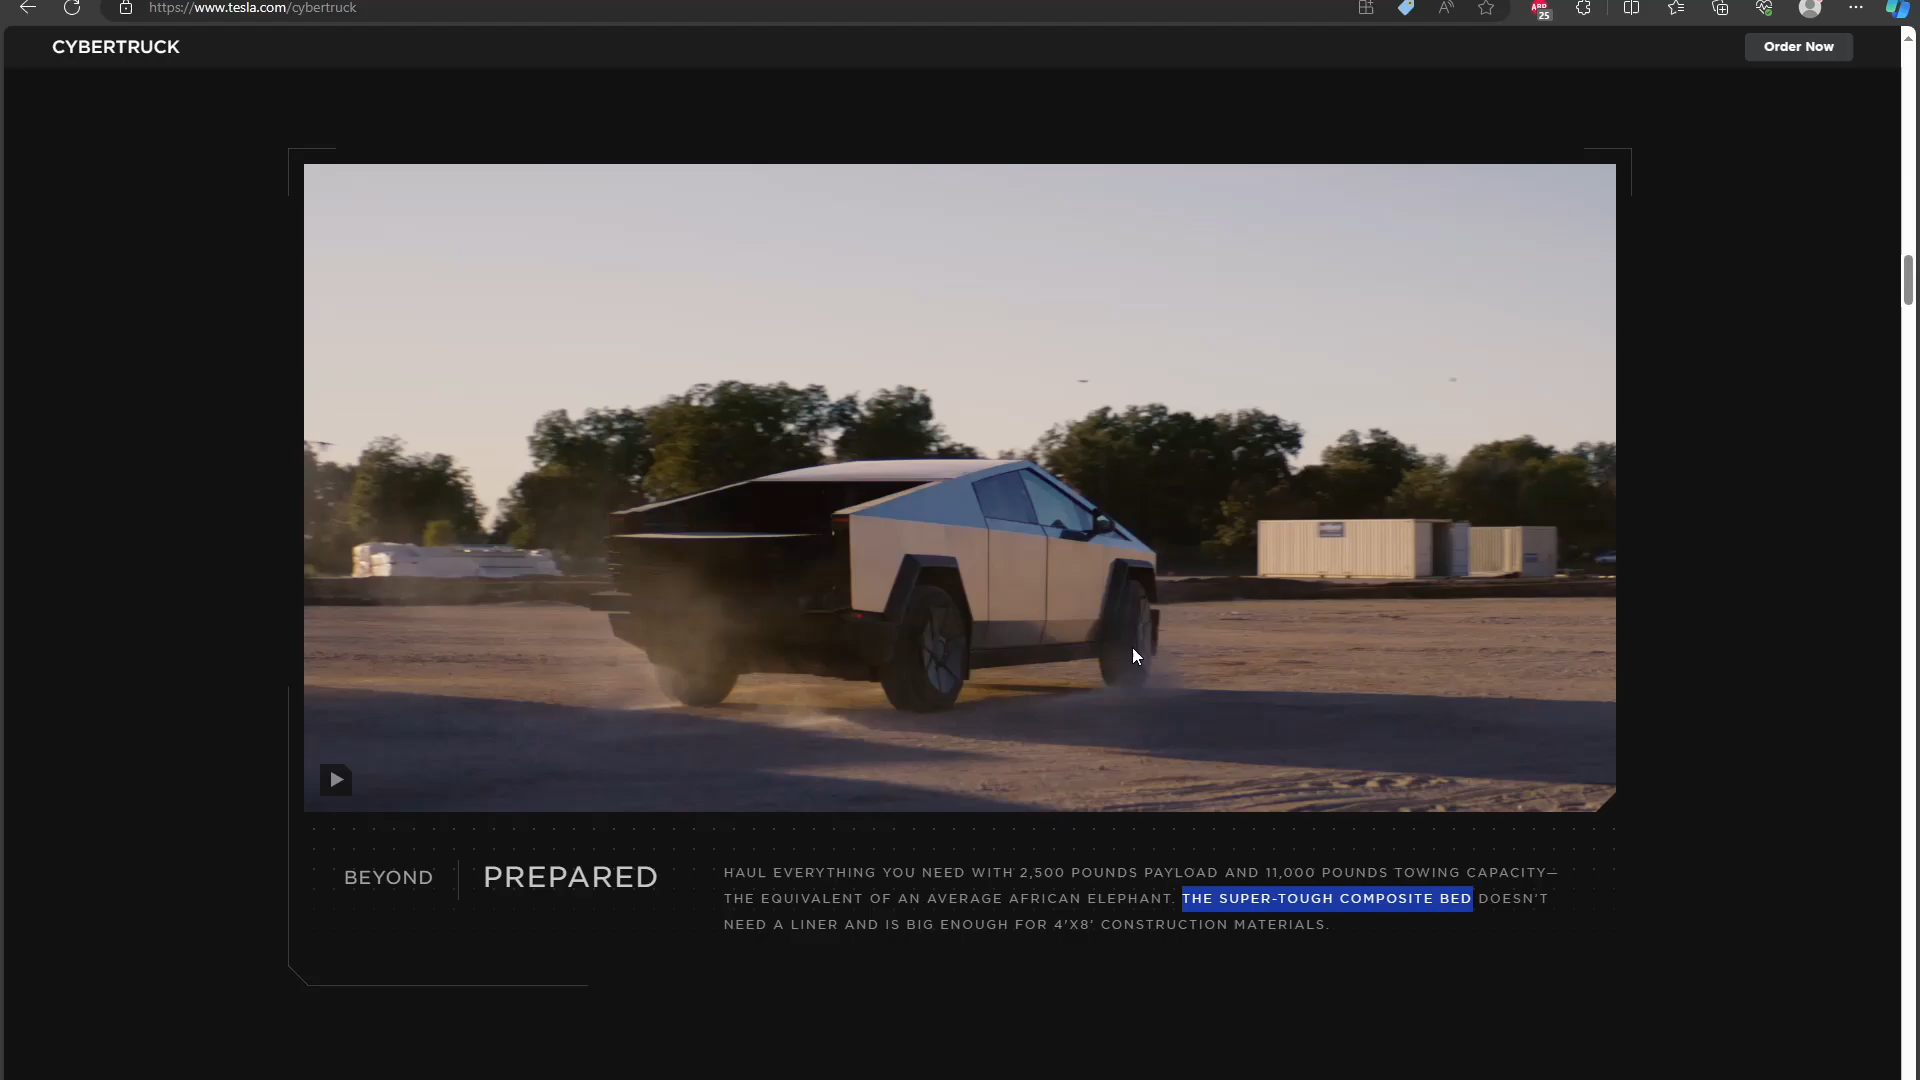 https://www.tesla.com/cybertruck
25
CYBERTRUCK
Order Now
BEYOND
PREPARED
HAUL EVERYTHING YOU NEED WITH 2,500 POUNDS PAYLOAD AND 11,000 POUNDS TOWING CAPACITY—
THE EQUIVALENT OF AN AVERAGE AFRICAN ELEPHANT. THE SUPER-TOUGH COMPOSITE BED DOESN'T
NEED A LINER AND IS BIG ENOUGH FOR 4'X8' CONSTRUCTION MATERIALS.